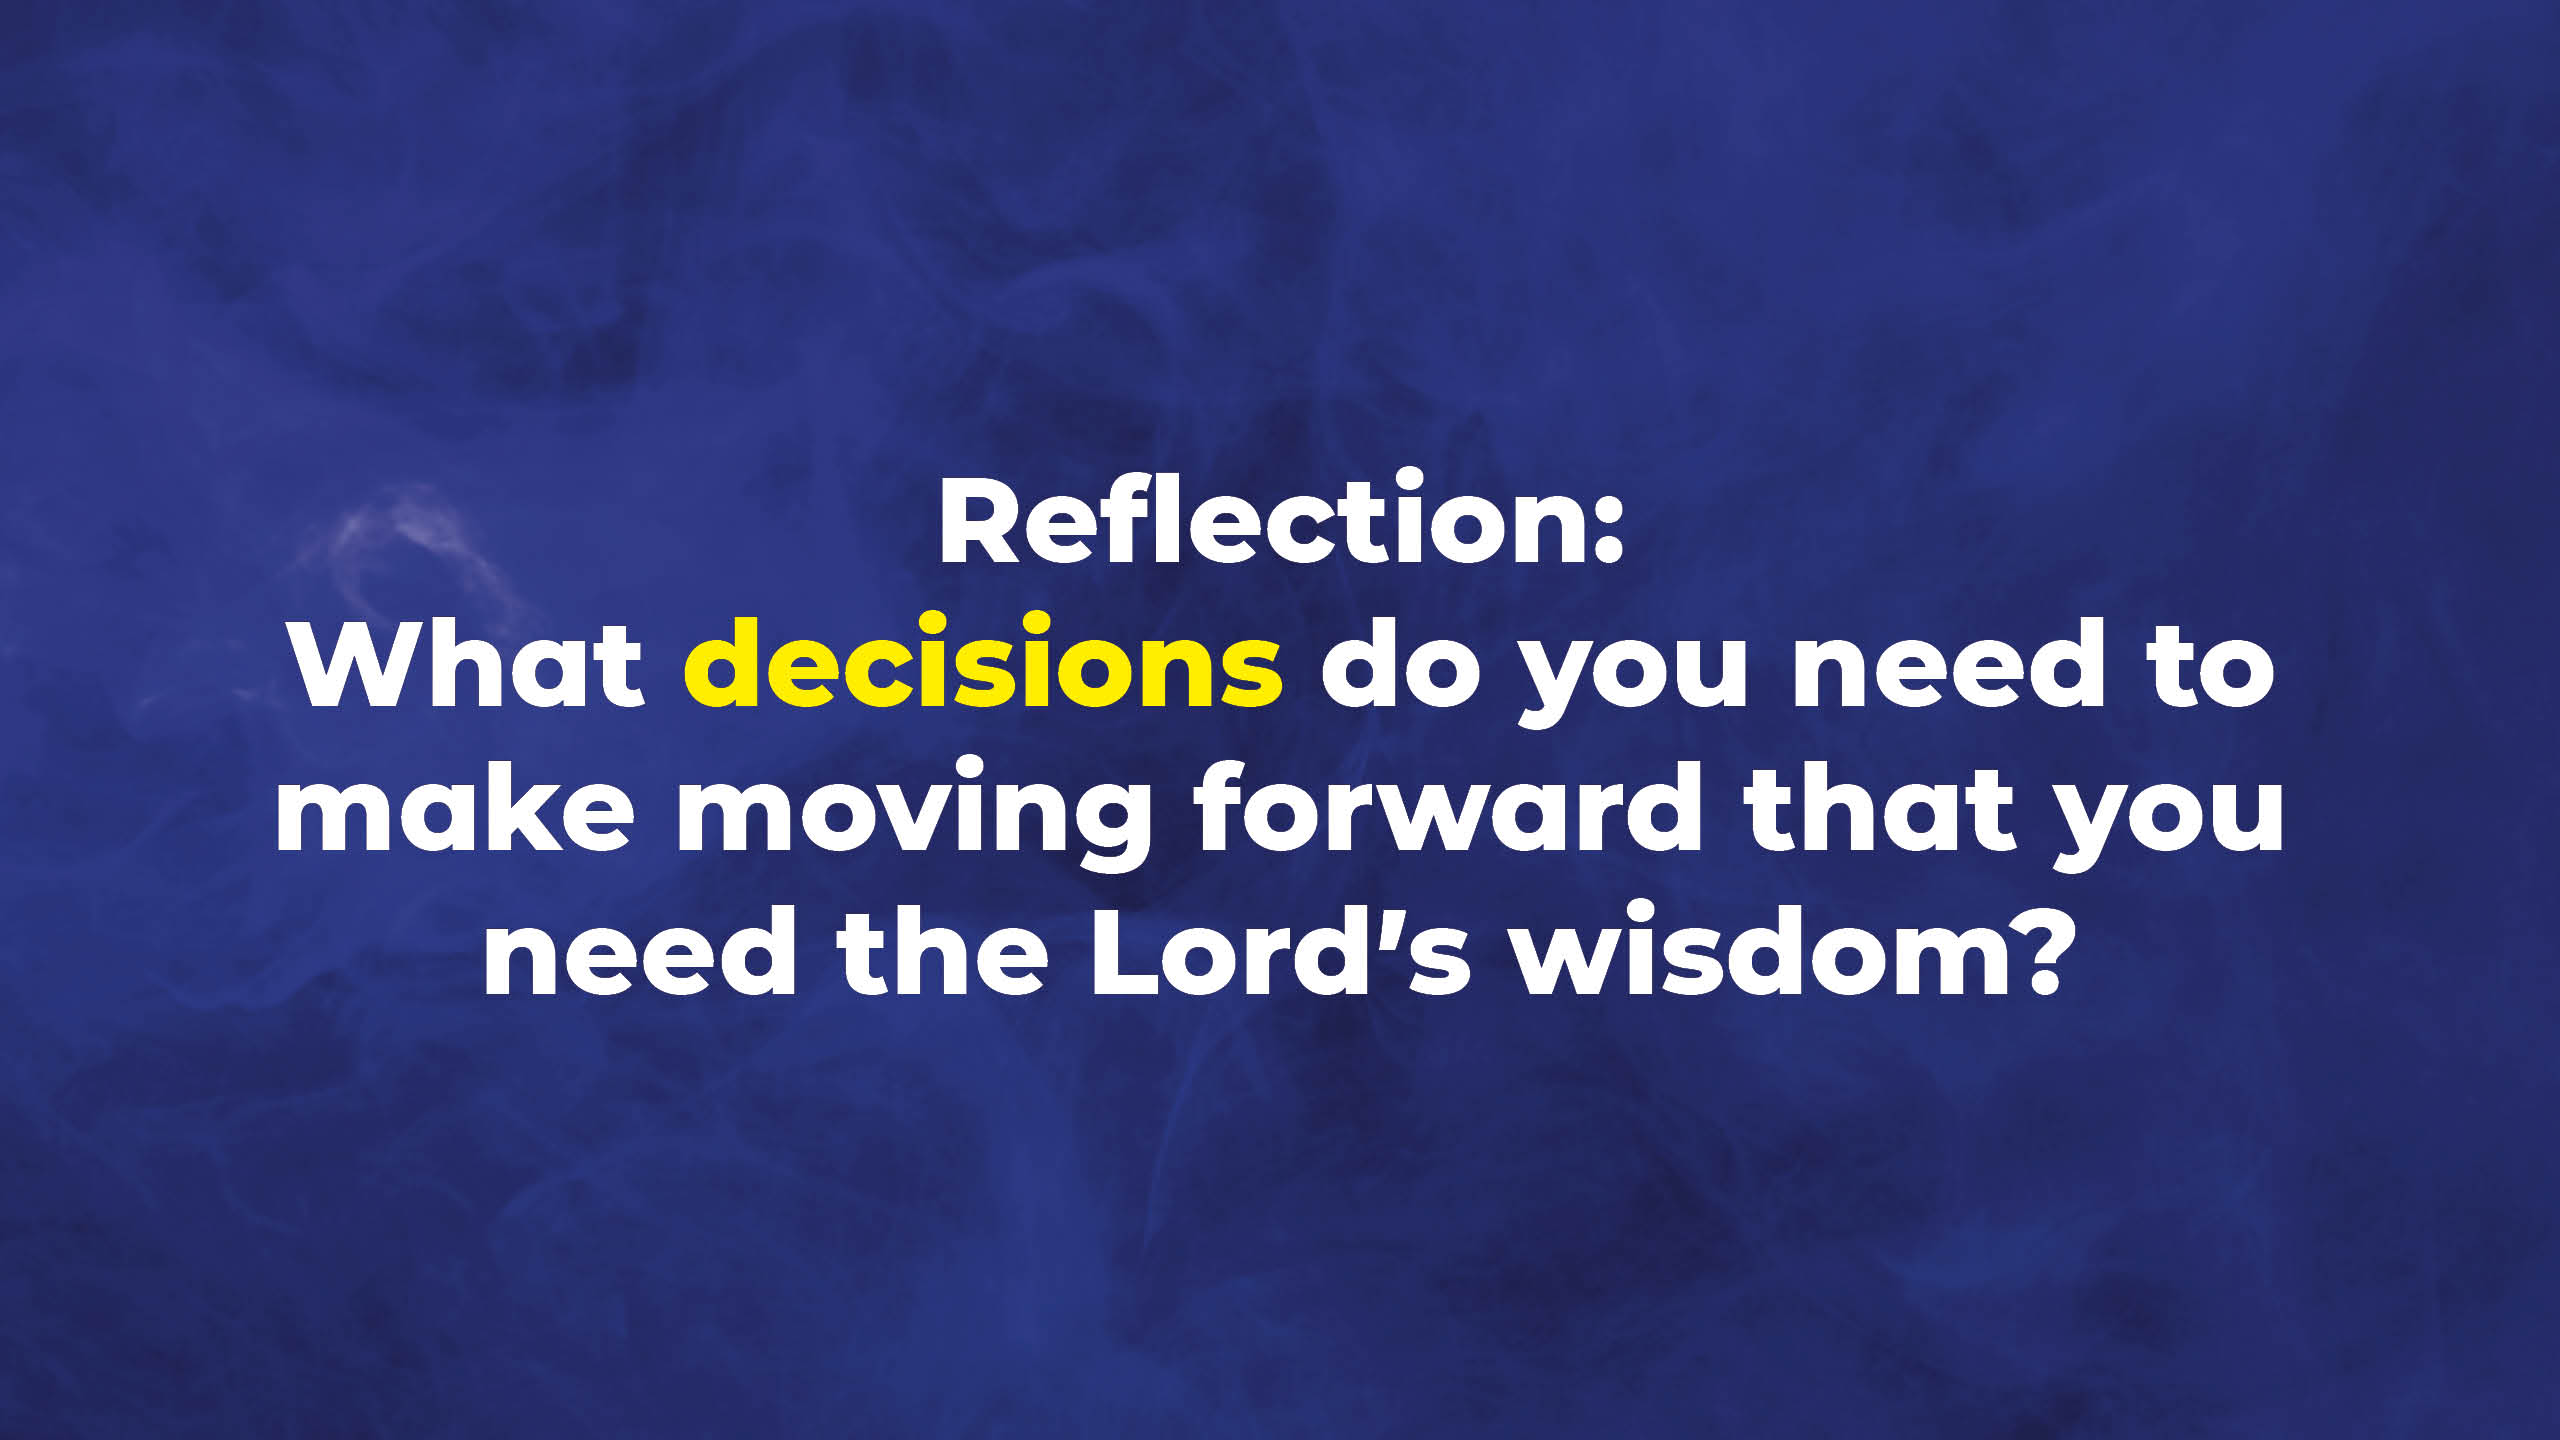 Reflection:
What decisions do you need to
make moving forward that you
need the Lord's wisdom?